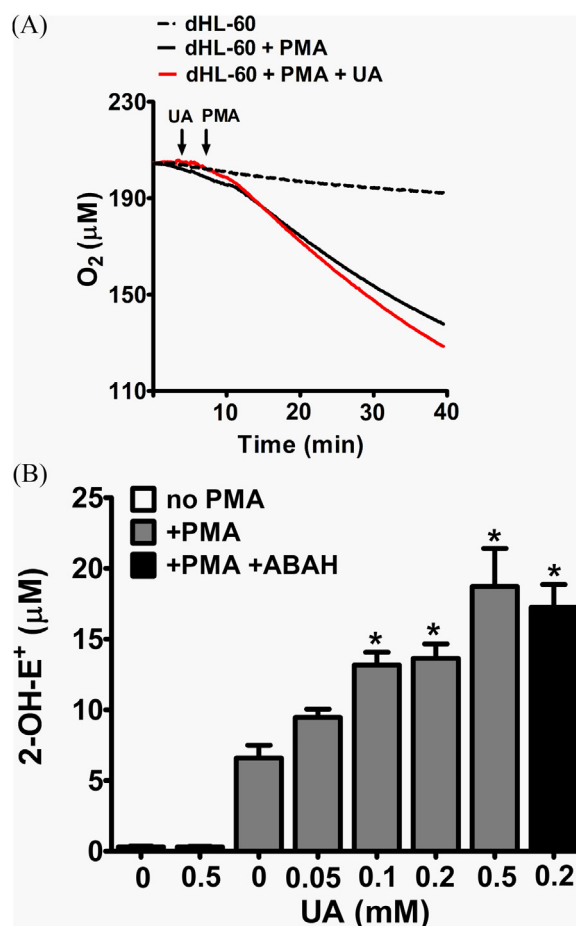 (A)
dHL-60
dHL-60 + PMA
dHL-60 + PMA + UA
230
190
150
110
O2 (μM)
UA PMA
10 20 30 40
Time (min)
(B)
25
20
15
10
5
0
2-OH-E+ (μM)
no PMA
+PMA
+PMA +ABAH
* * * *
0 0.5 0 0.05 0.1 0.2 0.5 0.2
UA (mM)